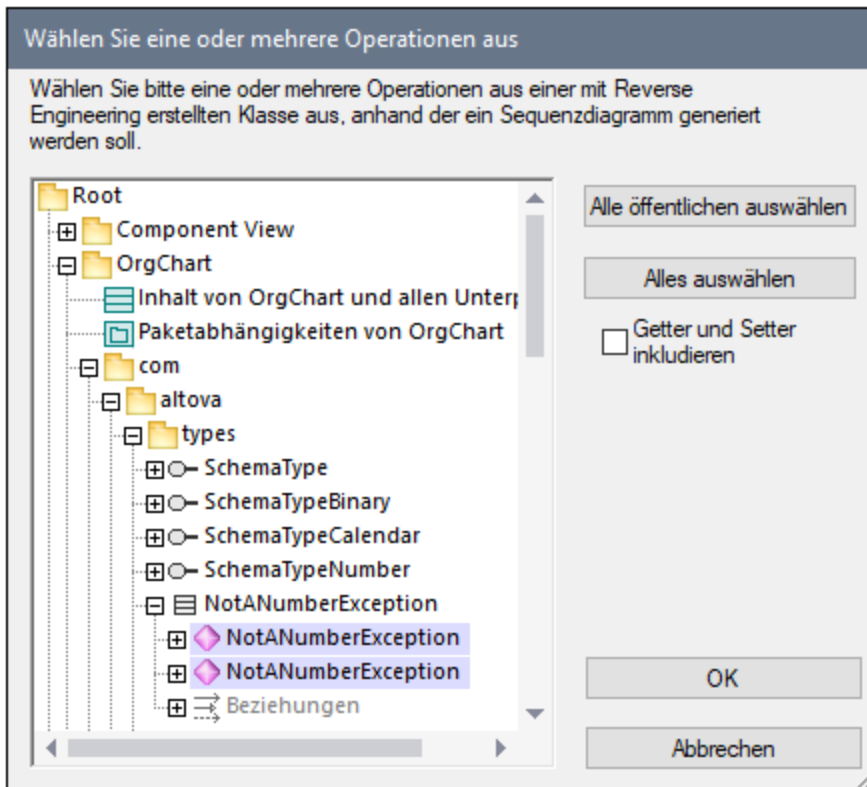 Wählen Sie eine oder mehrere Operationen aus
Wählen Sie bitte eine oder mehrere Operationen aus einer mit Reverse
Engineering erstellten Klasse aus, anhand der ein Sequenzdiagramm generiert
werden soll.
Root
Component View
OrgChart
Inhalt von OrgChart und allen Unterp
Paketabhängigkeiten von OrgChart
com
altova
types
SchemaType
SchemaTypeBinary
SchemaTypeCalendar
SchemaTypeNumber
NotANumberException
NotANumberException
NotANumberException
Beziehungen
Alle öffentlichen auswählen
Alles auswählen
Getter und Setter
inkludieren
OK
Abbrechen